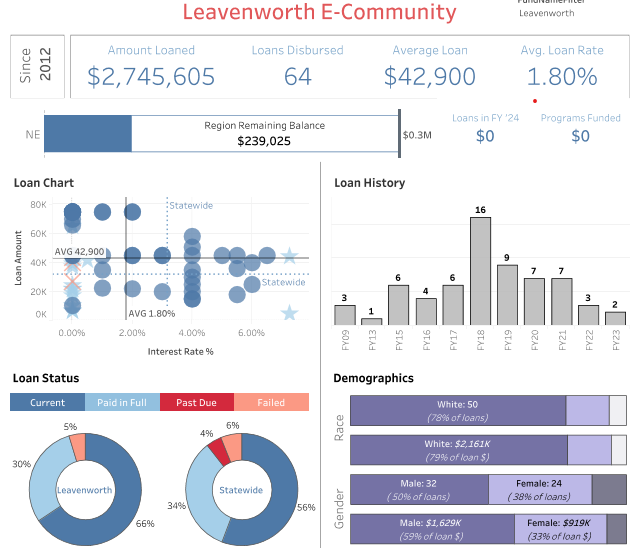 FundNameFilter
Leavenworth E-Community
Leavenworth
Since 2012
Amount Loaned
$2,745,605
Loans Disbursed
64
Average Loan
$42,900
Avg. Loan Rate
1.80%
NE
Region Remaining Balance
$239,025
$0.3M
Loans in FY '24
$0
Programs Funded
$0
Loan Chart
Loan Amount
80K
60K
40K
20K
0K
Statewide
AVG 42,900
Statewide
AVG 1.80%
0.00%
2.00%
4.00%
6.00%
Interest Rate %
Loan History
3
1
6
4
6
16
9
7
7
3
2
FY09
FY13
FY15
FY16
FY17
FY18
FY19
FY20
FY21
FY22
FY23
Loan Status
Current
Paid in Full
Past Due
Failed
5%
30%
Leavenworth
66%
4%
6%
34%
Statewide
56%
Demographics
Race
White: 50
(78% of loans)
White: $2,161K
(79% of loan $)
Gender
Male: 32
(50% of loans)
Female: 24
(38% of loans)
Male: $1,629K
(59% of loan $)
Female: $919K
(33% of loan $)